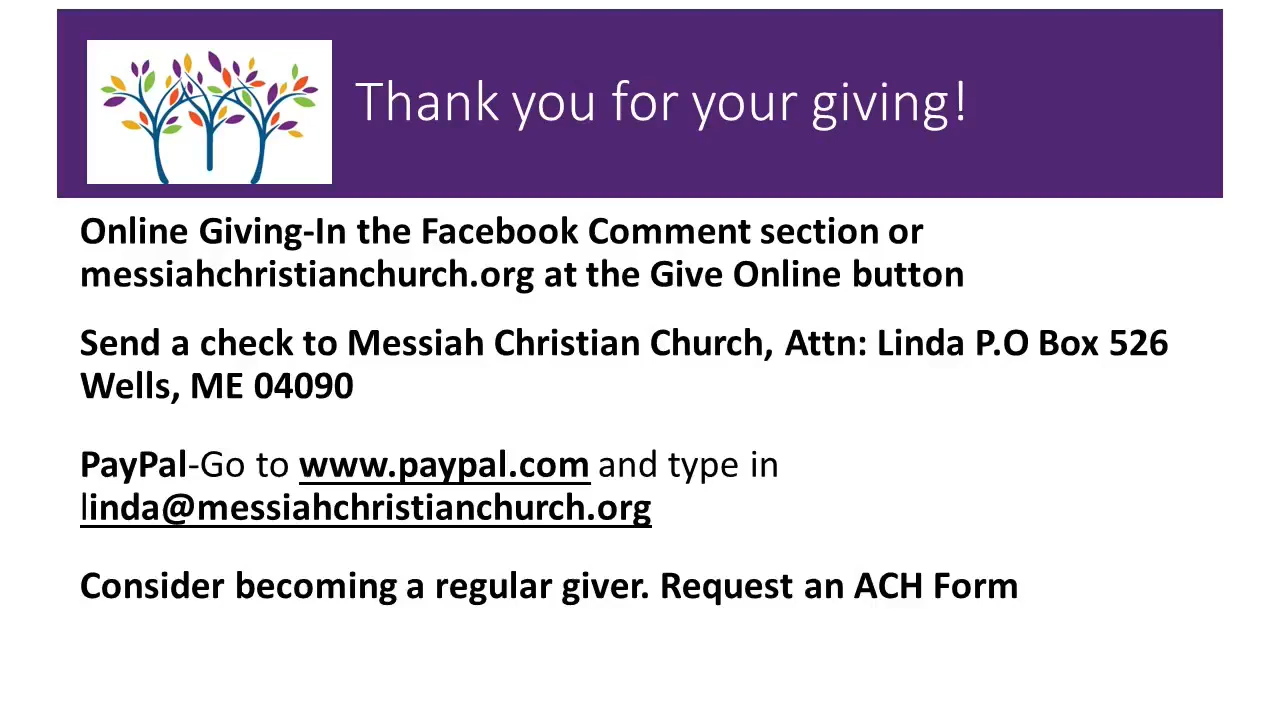 Thank you for your giving!
Online Giving-In the Facebook Comment section or
messiahchristianchurch.org at the Give Online button
Send a check to Messiah Christian Church, Attn: Linda P.O Box 526
Wells, ME 04090
PayPal-Go to www.paypal.com and type in
linda@messiahchristianchurch.org
Consider becoming a regular giver. Request an ACH Form